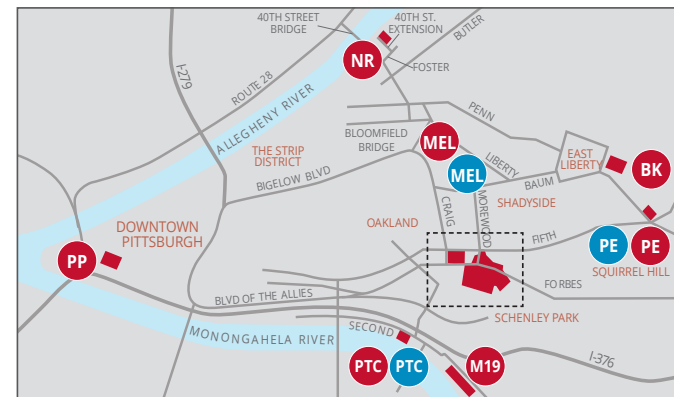 40TH STREET
BRIDGE
40TH ST.
EXTENSION
BUTLER
NR
FOSTER
I-279
ROUTE 28
ALLEGHENY RIVER
PENN
BLOOMFIELD
BRIDGE
MEL
THE STRIP
DISTRICT
LIBERTY
EAST
LIBERTY
BK
MEL
BIGELOW BLVD
BAUM
SHADYSIDE
CRAIG
MOREWOOD
OAKLAND
DOWNTOWN
PITTSBURGH
FIFTH
PE
PE
PP
SQUIRREL HILL
FORBES
BLVD OF THE ALLIES
SCHENLEY PARK
SECOND
MONONGAHELA RIVER
I-376
PTC
PTC
M19